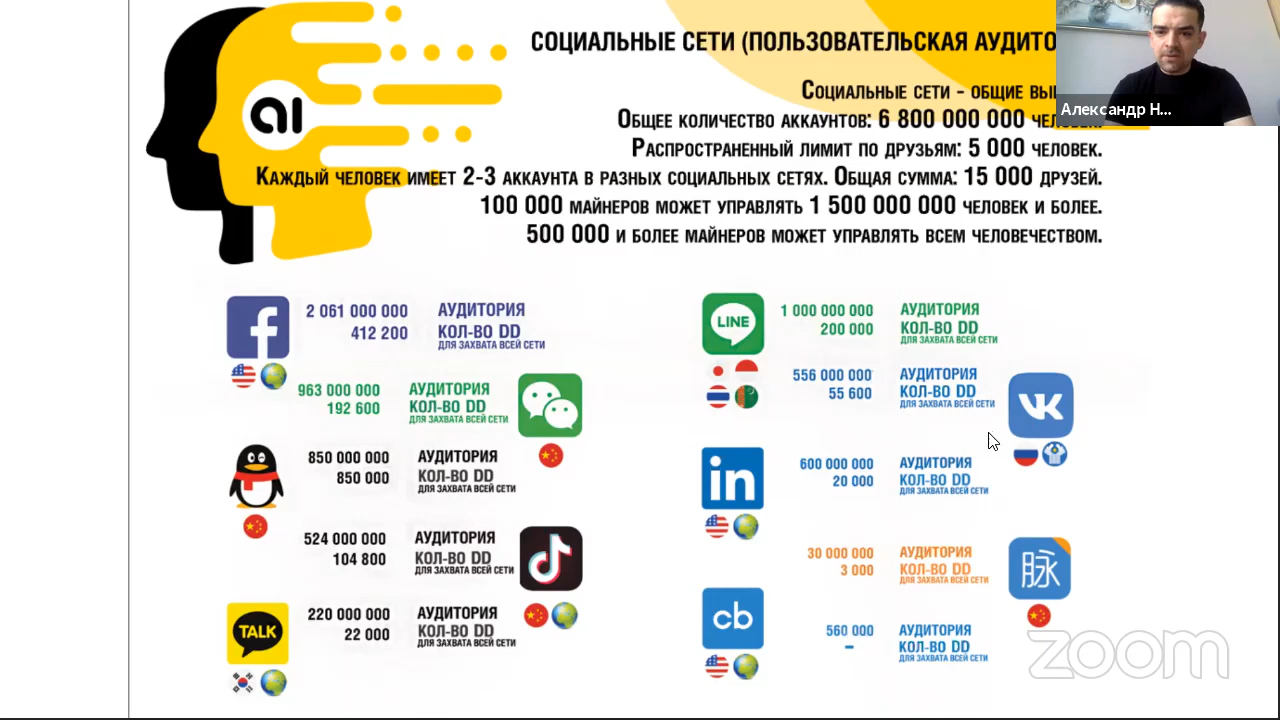 СОЦИАЛЬНЫЕ СЕТИ (ПОЛЬЗОВАТЕЛЬСКАЯ АУДИТО
СОЦИАЛЬНЫЕ СЕТИ - ОБЩИЕ
ОБЩЕЕ КОЛИЧЕСТВО АККАУНТОВ: 6 800 000 000 ЧЕЛОВЕК.
РАСПРОСТРАНЕННЫЙ ЛИМИТ ПО ДРУЗЬЯМ: 5 000 ЧЕЛОВЕК.
КАЖДЫЙ ЧЕЛОВЕК ИМЕЕТ 2-3 АККАУНТА В РАЗНЫХ СОЦИАЛЬНЫХ СЕТЯХ. ОБЩАЯ СУММА: 15 000 ДРУЗЕЙ.
100 000 МАЙНЕРОВ МОЖЕТ УПРАВЛЯТЬ 1 500 000 000 ЧЕЛОВЕК И БОЛЕЕ.
500 000 И БОЛЕЕ МАЙНЕРОВ МОЖЕТ УПРАВЛЯТЬ ВСЕМ ЧЕЛОВЕЧЕСТВОМ.
Александр Н...
ai
f
2 061 000 000 АУДИТОРИЯ
412 200 КОЛ-ВО DD
ДЛЯ ЗАХВАТА ВСЕЙ СЕТИ
963 000 000 АУДИТОРИЯ
192 600 КОЛ-ВО DD
ДЛЯ ЗАХВАТА ВСЕЙ СЕТИ
850 000 000 АУДИТОРИЯ
850 000 КОЛ-ВО DD
ДЛЯ ЗАХВАТА ВСЕЙ СЕТИ
524 000 000 АУДИТОРИЯ
104 800 КОЛ-ВО DD
ДЛЯ ЗАХВАТА ВСЕЙ СЕТИ
TALK
220 000 000 АУДИТОРИЯ
22 000 КОЛ-ВО DD
ДЛЯ ЗАХВАТА ВСЕЙ СЕТИ
LINE
1 000 000 000 АУДИТОРИЯ
200 000 КОЛ-ВО DD
ДЛЯ ЗАХВАТА ВСЕЙ СЕТИ
556 000 000 АУДИТОРИЯ
55 600 КОЛ-ВО DD
ДЛЯ ЗАХВАТА ВСЕЙ СЕТИ
VK
in
600 000 000 АУДИТОРИЯ
20 000 КОЛ-ВО DD
ДЛЯ ЗАХВАТА ВСЕЙ СЕТИ
30 000 000 АУДИТОРИЯ
3 000 КОЛ-ВО DD
ДЛЯ ЗАХВАТА ВСЕЙ СЕТИ
脉
cb
560 000 АУДИТОРИЯ
– КОЛ-ВО DD
ДЛЯ ЗАХВАТА ВСЕЙ СЕТИ
zoom